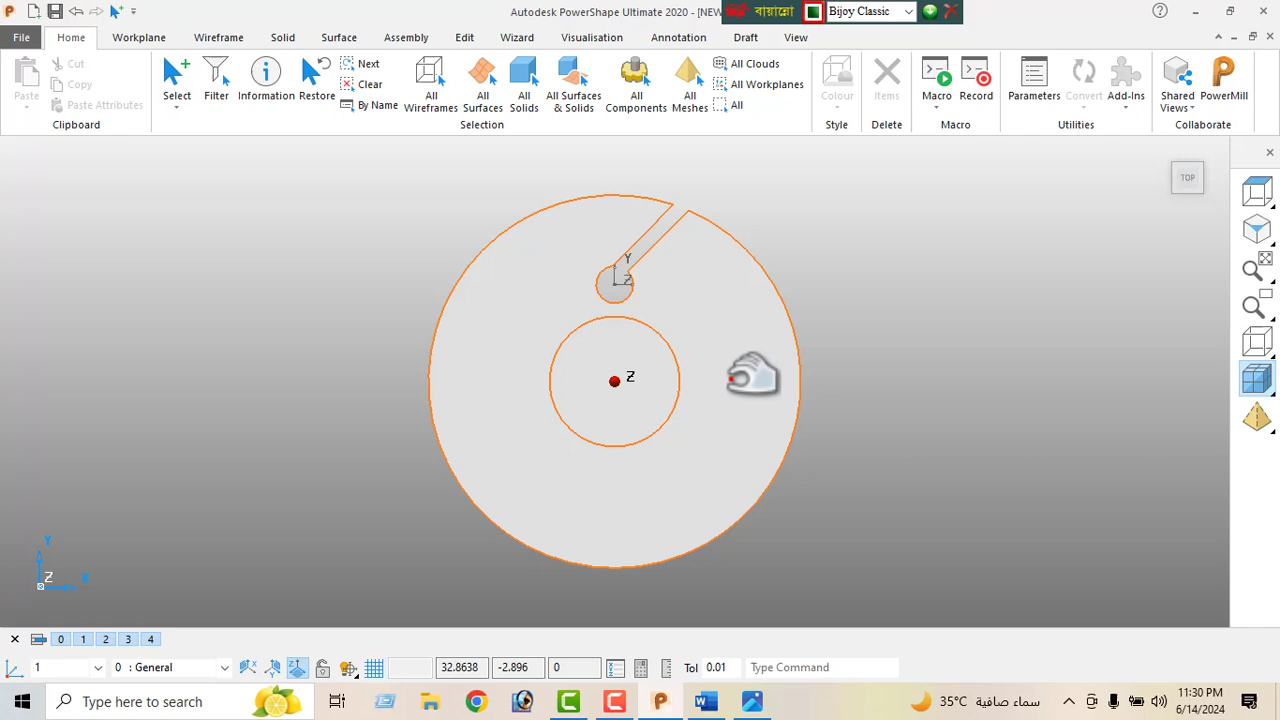 Autodesk PowerShape Ultimate 2020 - [NEW
বায়ান্নো
Bijoy Classic
File Home Workplane Wireframe Solid Surface Assembly Edit Wizard Visualisation Annotation Draft View
Paste
Cut
Copy
Paste Attributes
Clipboard
Select
Filter
Information
Restore
Next
Clear
By Name
All Wireframes
All Surfaces
All Solids
All Surfaces & Solids
All Components
All Meshes
All Clouds
All Workplanes
All
Selection
Colour
Style
Items
Delete
Macro
Record
Macro
Parameters
Convert
Add-Ins
Utilities
Shared Views
PowerMill
Collaborate
TOP
Y
Z
Z
Y
Z
X
0 1 2 3 4
1 0 : General 32.8638 -2.896 0 Tol 0.01 Type Command
Type here to search
35°C سماء صافية
11:30 PM
6/14/2024